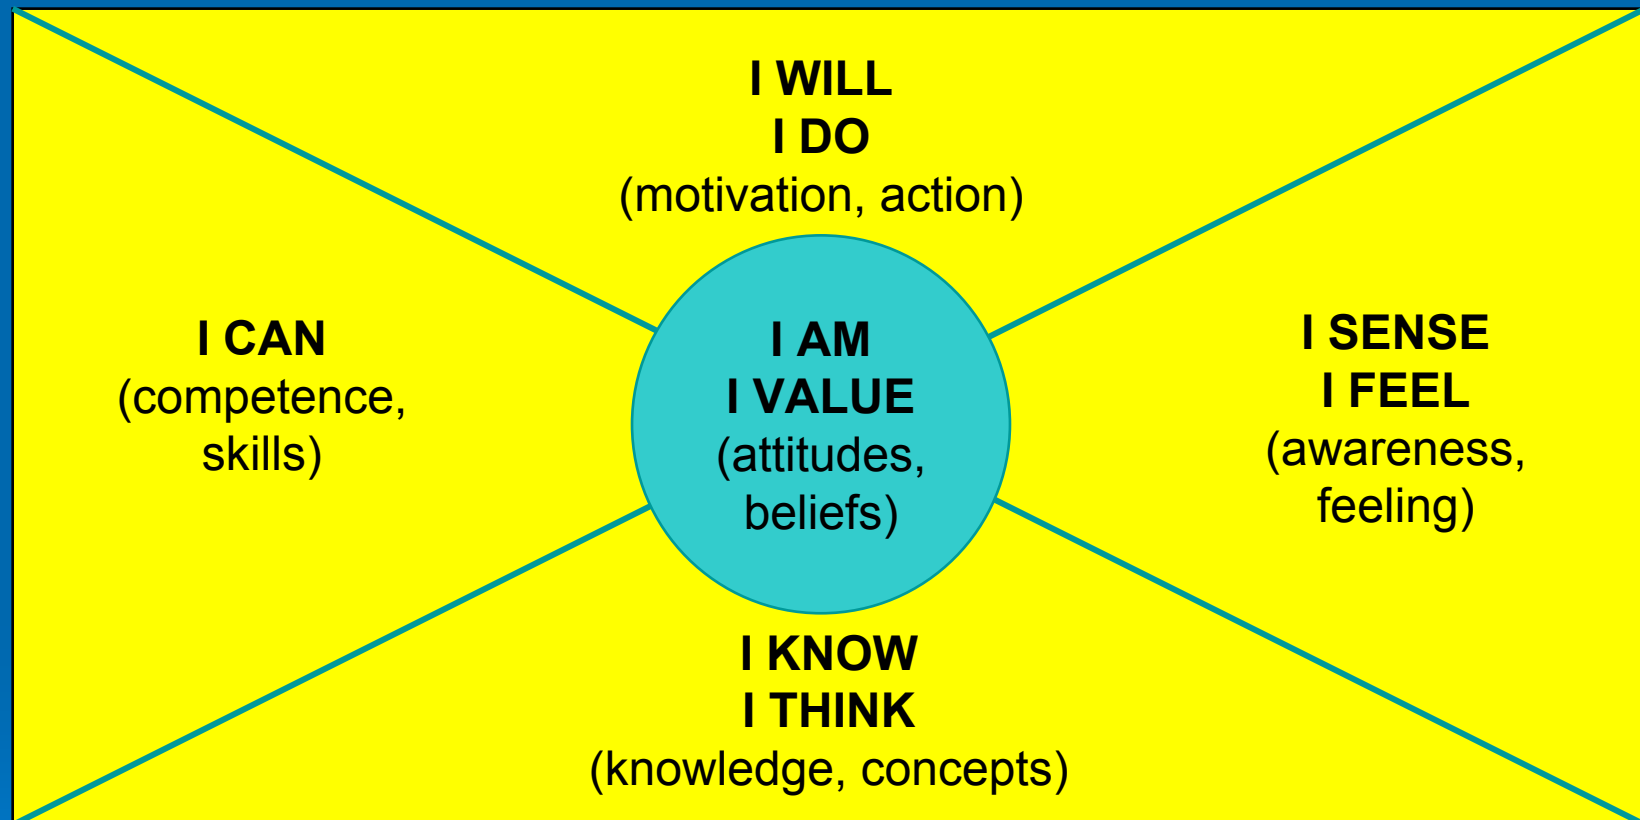 I WILL
I DO
(motivation, action)
I CAN
(competence,
skills)
I AM
I VALUE
(attitudes,
beliefs)
I SENSE
I FEEL
(awareness,
feeling)
I KNOW
I THINK
(knowledge, concepts)